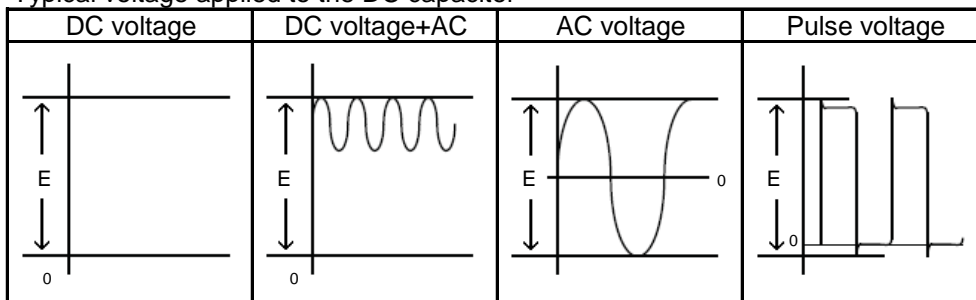 Typical voltage applied to the DC capacitor
DC voltage
DC voltage+AC
AC voltage
Pulse voltage
E
0
E
0
E
0
E
0